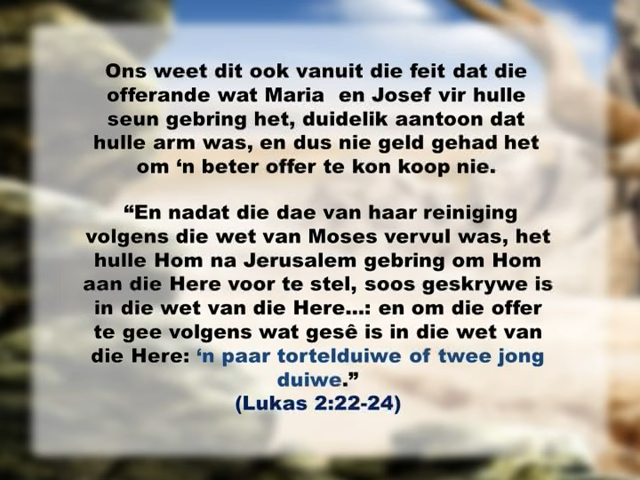 Ons weet dit ook vanuit die feit dat die
offerande wat Maria  en Josef vir hulle
seun gebring het, duidelik aantoon dat
hulle arm was, en dus nie geld gehad het
om ‘n beter offer te kon koop nie.
“En nadat die dae van haar reiniging
volgens die wet van Moses vervul was, het
hulle Hom na Jerusalem gebring om Hom
aan die Here voor te stel, soos geskrywe is
in die wet van die Here...: en om die offer
te gee volgens wat gesê is in die wet van
die Here: ‘n paar tortelduiwe of twee jong
duiwe.”
(Lukas 2:22-24)